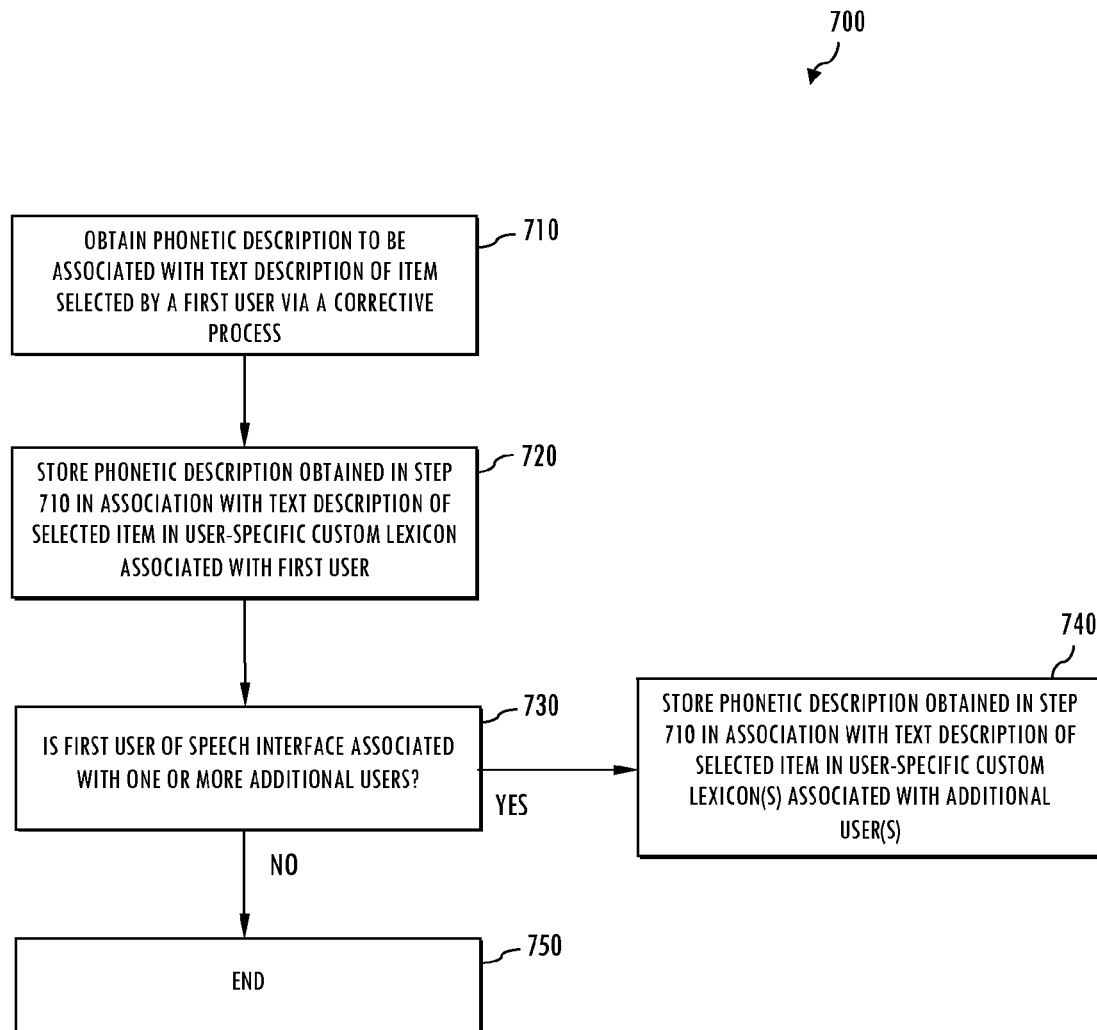 700
710
OBTAIN PHONETIC DESCRIPTION TO BE
ASSOCIATED WITH TEXT DESCRIPTION OF ITEM
SELECTED BY A FIRST USER VIA A CORRECTIVE
PROCESS
720
STORE PHONETIC DESCRIPTION OBTAINED IN STEP
710 IN ASSOCIATION WITH TEXT DESCRIPTION OF
SELECTED ITEM IN USER-SPECIFIC CUSTOM LEXICON
ASSOCIATED WITH FIRST USER
730
IS FIRST USER OF SPEECH INTERFACE ASSOCIATED
WITH ONE OR MORE ADDITIONAL USERS?
YES
740
STORE PHONETIC DESCRIPTION OBTAINED IN STEP
710 IN ASSOCIATION WITH TEXT DESCRIPTION OF
SELECTED ITEM IN USER-SPECIFIC CUSTOM
LEXICON(S) ASSOCIATED WITH ADDITIONAL
USER(S)
NO
750
END